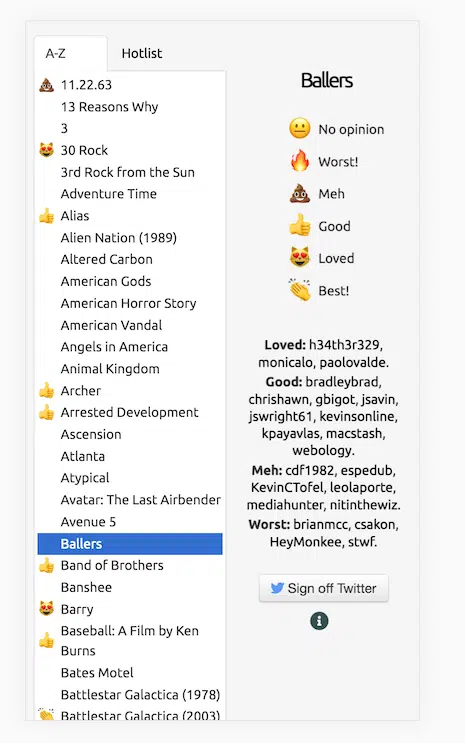 A-Z
Hotlist
11.22.63
13 Reasons Why
3
30 Rock
3rd Rock from the Sun
Adventure Time
Alias
Alien Nation (1989)
Altered Carbon
American Gods
American Horror Story
American Vandal
Angels in America
Animal Kingdom
Archer
Arrested Development
Ascension
Atlanta
Atypical
Avatar: The Last Airbender
Avenue 5
Ballers
Band of Brothers
Banshee
Barry
Baseball: A Film by Ken
Burns
Bates Motel
Battlestar Galactica (1978)
Battlestar Galactica (2003)
Ballers
No opinion
Worst!
Meh
Good
Loved
Best!
Loved: h34th3r329,
monicalo, paolovalde.
Good: bradleybrad,
chrishawn, gbigot, jsavin,
jswright61, kevinsonline,
kpayavlas, macstash,
webology.
Meh: cdf1982, espedub,
KevinCTofel, leolaporte,
mediahunter, nitinthewiz.
Worst: brianmcc, csakon,
HeyMonkee, stwf.
Sign off Twitter